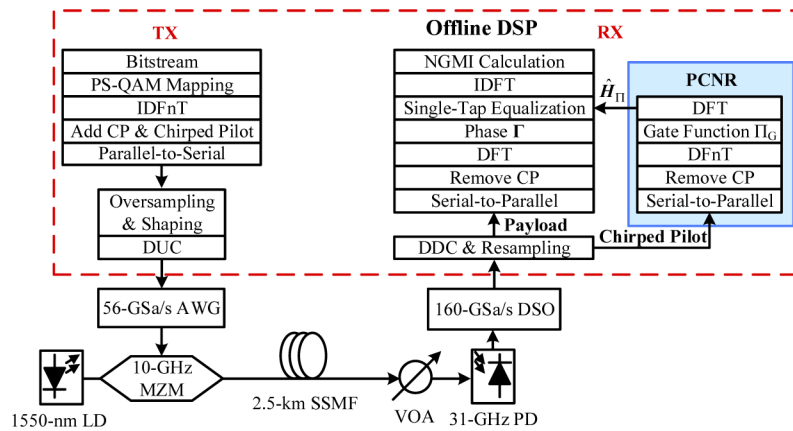 TX
Offline DSP
RX
Bitstream
PS-QAM Mapping
IDFnT
Add CP & Chirped Pilot
Parallel-to-Serial
Oversampling
& Shaping
DUC
NGMI Calculation
IDFT
Single-Tap Equalization
Phase Γ
DFT
Remove CP
Serial-to-Parallel
Payload
DDC & Resampling
Ĥ_Π
PCNR
DFT
Gate Function Π_G
DFnT
Remove CP
Serial-to-Parallel
Chirped Pilot
56-GSa/s AWG
160-GSa/s DSO
10-GHz
MZM
1550-nm LD
2.5-km SSMF
VOA
31-GHz PD